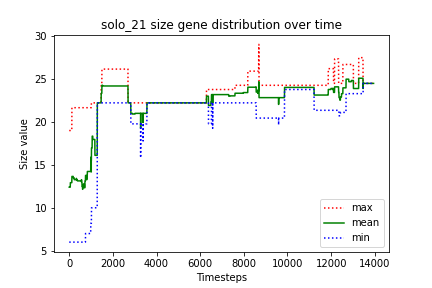 solo_21 size gene distribution over time
Size value
30
25
20
15
10
5
0 2000 4000 6000 8000 10000 12000 14000
Timesteps
max
mean
min